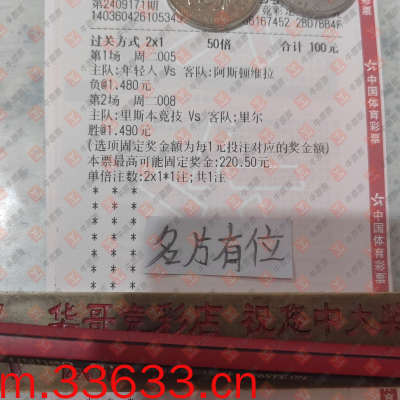 第2409171期
过关方式 2x1 50倍 合计 100元
第1场 周二005
主队:年轻人 Vs 客队:阿斯顿维拉
负@1.480元
第2场 周二008
主队:里斯本竞技 Vs 客队:里尔
胜@1.490元
(选项固定奖金额为每1元投注对应的奖金额)
本票最高可能固定奖金:220.50元
单倍注数:2x1*1注;共1注
中国体育彩票
中国体育彩票
名片有位
华哥竞彩店 祝您中大
m.33633.cn